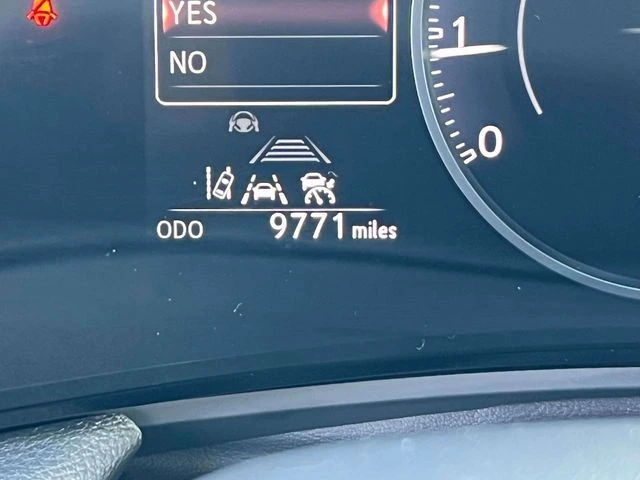 YES
NO
1
0
ODO 9771 miles